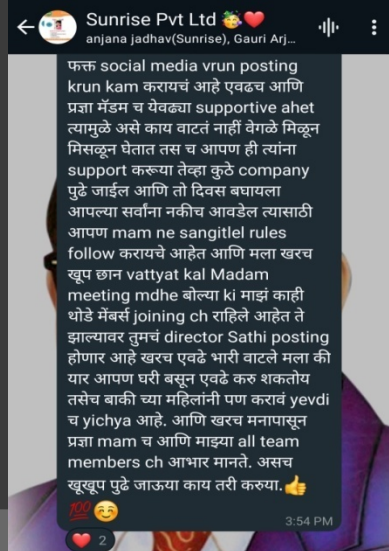 Sunrise Pvt Ltd 🥳❤️
anjana jadhav(Sunrise), Gauri Arj...
फक्त social media vrun posting
krun kam करायचं आहे एवढच आणि
प्रज्ञा मॅडम च येवढ्या supportive ahet
त्यामुळे असे काय वाटतं नाहीं वेगळे मिळून
मिसळून घेतात तस च आपण ही त्यांना
support करूया तेव्हा कुठे company
पुढे जाईल आणि तो दिवस बघायला
आपल्या सर्वांना नकीच आवडेल त्यासाठी
आपण mam ne sangitlel rules
follow करायचे आहेत आणि मला खरच
खूप छान vattyat kal Madam
meeting mdhe बोल्या ki माझं काही
थोडे मेंबर्स joining ch राहिले आहेत ते
झाल्यावर तुमचं director Sathi posting
होणार आहे खरच एवढे भारी वाटले मला की
यार आपण घरी बसून एवढे करु शकतोय
तसेच बाकी च्या महिलांनी पण करावं yevdi
च yichya आहे. आणि खरच मनापासून
प्रज्ञा mam च आणि माझ्या all team
members ch आभार मानते. असच
खूखूप पुढे जाऊया काय तरी करुया.👍
💯☺️
3:54 PM
❤️ 2